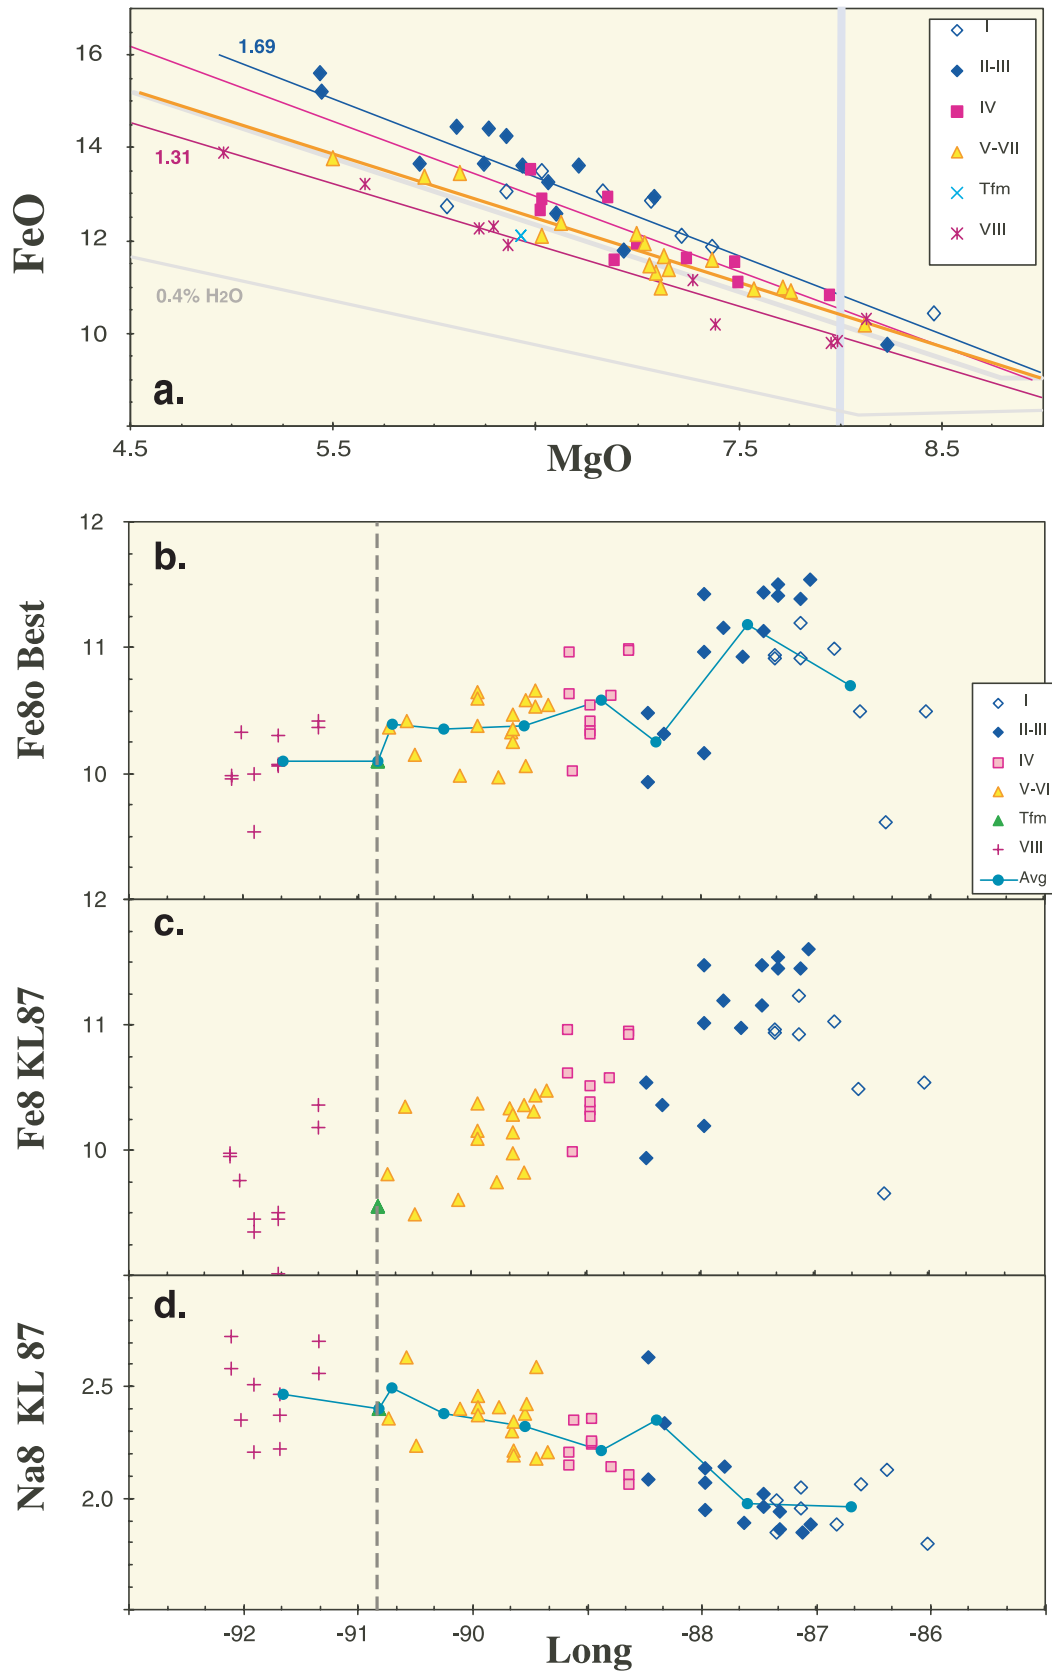 16
14
12
10
FeO
1.69
1.31
0.4% H2O
a.
I
II-III
IV
V-VII
Tfm
VIII
4.5
5.5
7.5
8.5
MgO
12
11
10
12
Fe8o Best
b.
I
II-III
IV
V-VI
Tfm
VIII
Avg
11
10
Fe8 KL87
c.
2.5
2.0
Na8 KL 87
d.
-92
-91
-90
-88
-87
-86
Long